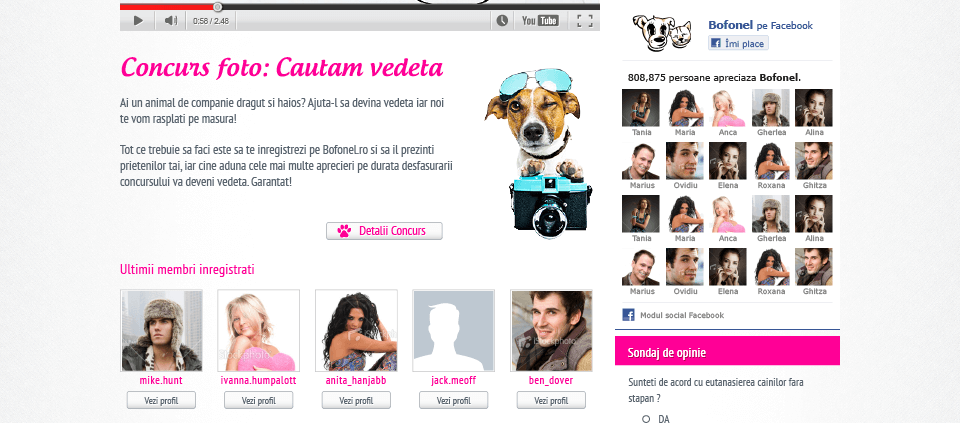 0:58 / 2.48
You Tube
Concurs foto: Cautam vedeta
Ai un animal de companie dragut si haios? Ajuta-l sa devina vedeta iar noi
te vom rasplati pe masura!
Tot ce trebuie sa faci este sa te inregistrezi pe Bofonel.ro si sa il prezinti
prietenilor tai, iar cine aduna cele mai multe aprecieri pe durata desfasurarii
concursului va deveni vedeta. Garantat!
Detalii Concurs
Ultimii membri inregistrati
iStockphoto
mike.hunt
ivanna.humpalott
anita_hanjabb
jack.meoff
ben_dover
Vezi profil
Vezi profil
Vezi profil
Vezi profil
Vezi profil
Bofonel pe Facebook
Îmi place
808,875 persoane apreciaza Bofonel.
Tania Maria Anca Gherlea Alina
Marius Ovidiu Elena Roxana Ghitza
Tania Maria Anca Gherlea Alina
Marius Ovidiu Elena Roxana Ghitza
Modul social Facebook
Sondaj de opinie
Sunteti de acord cu eutanasierea cainilor fara
stapan ?
DA